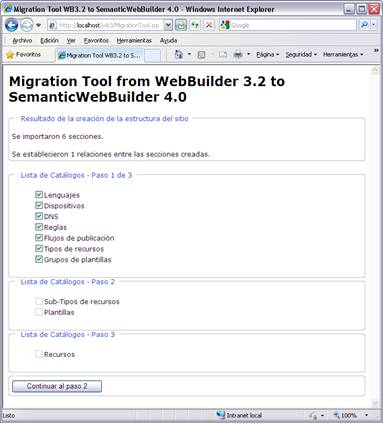 Migration Tool WB3.2 to SemanticWebBuilder 4.0 - Windows Internet Explorer
http://localhost/wb3/MigrationTool.jsp
Google
Archivo Edición Ver Favoritos Herramientas Ayuda
Favoritos Migration Tool WB3.2 to S... Página Seguridad Herramientas
Migration Tool from WebBuilder 3.2 to
SemanticWebBuilder 4.0
Resultado de la creación de la estructura del sitio
Se importaron 6 secciones.
Se establecieron 1 relaciones entre las secciones creadas.
Lista de Catálogos - Paso 1 de 3
Lenguajes
Dispositivos
DNS
Reglas
Flujos de publicación
Tipos de recursos
Grupos de plantillas
Lista de Catálogos - Paso 2
Sub-Tipos de recursos
Plantillas
Lista de Catálogos - Paso 3
Recursos
Continuar al paso 2
Listo Intranet local 100%